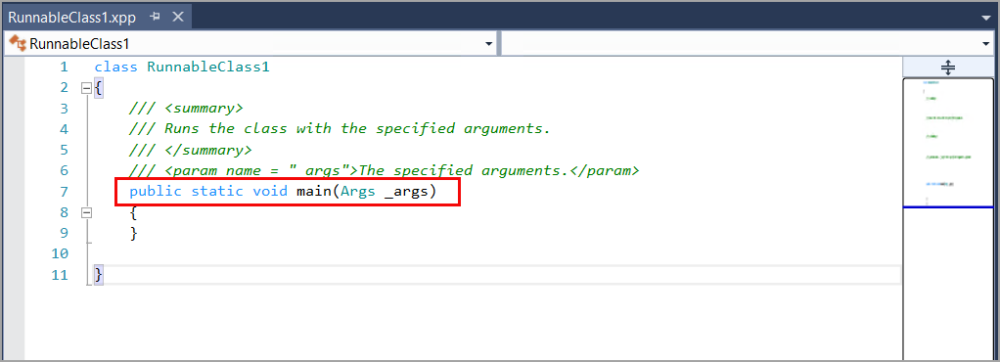 RunnableClass1.xpp
RunnableClass1
1 class RunnableClass1
2 {
3 /// <summary>
4 /// Runs the class with the specified arguments.
5 /// </summary>
6 /// <param name = "_args">The specified arguments.</param>
7 public static void main(Args _args)
8 {
9 }
10
11 }